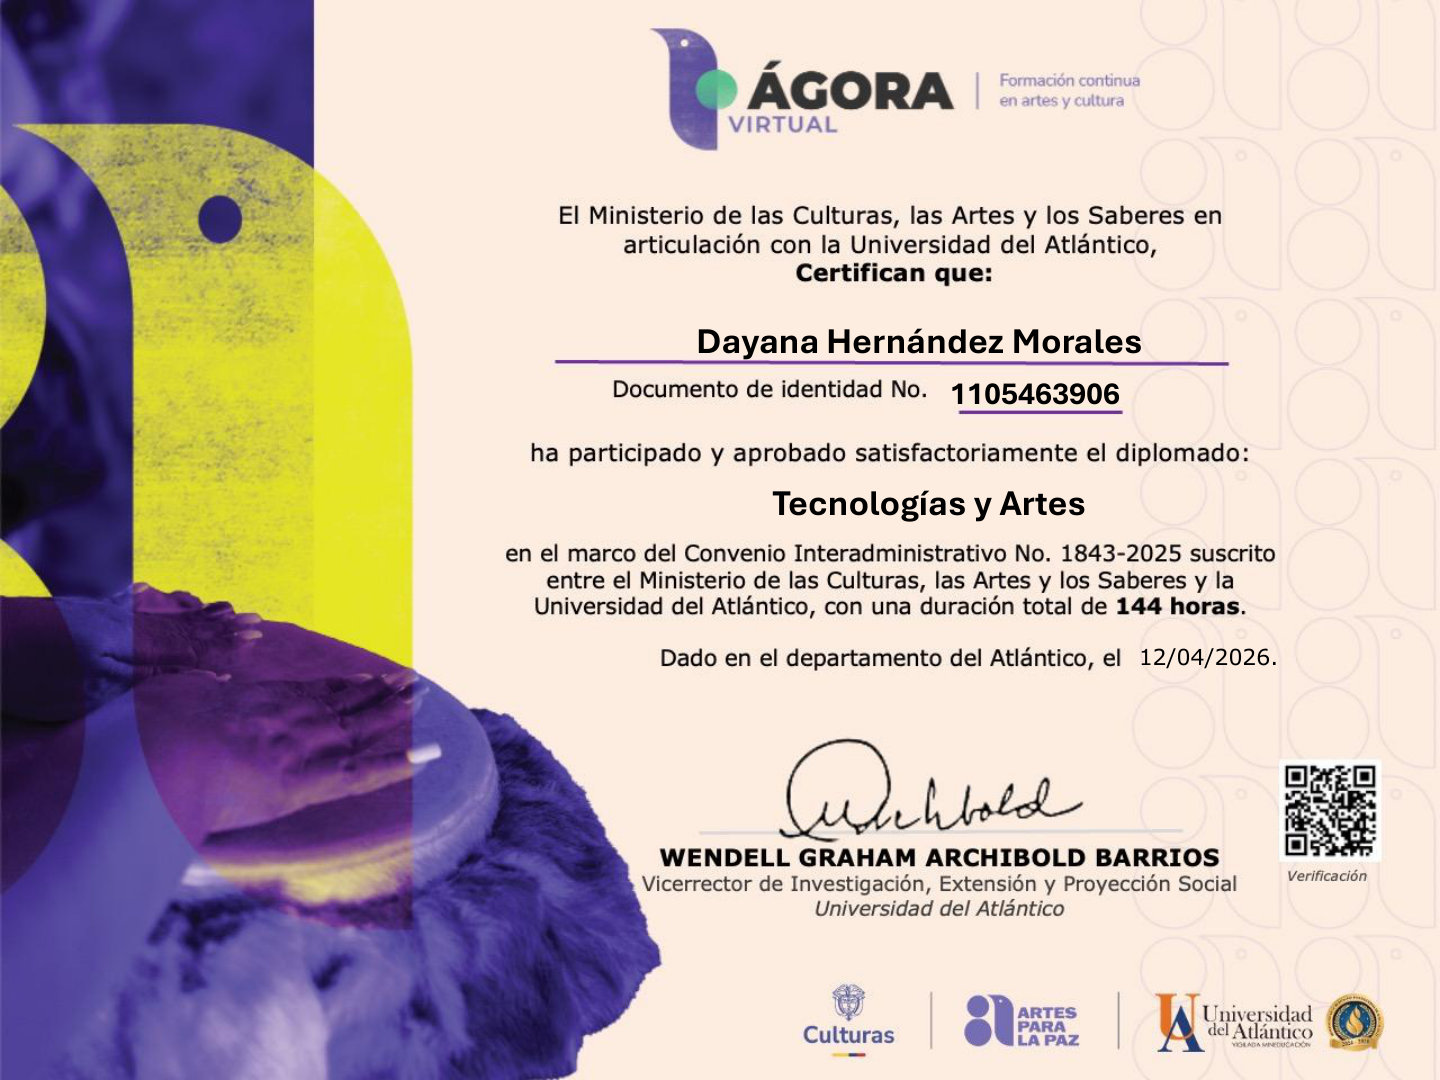 ÁGORA
VIRTUAL
Formación continua
en artes y cultura
El Ministerio de las Culturas, las Artes y los Saberes en
articulación con la Universidad del Atlántico,
Certifican que:
Dayana Hernández Morales
Documento de identidad No. 1105463906
ha participado y aprobado satisfactoriamente el diplomado:
Tecnologías y Artes
en el marco del Convenio Interadministrativo No. 1843-2025 suscrito
entre el Ministerio de las Culturas, las Artes y los Saberes y la
Universidad del Atlántico, con una duración total de 144 horas.
Dado en el departamento del Atlántico, el 12/04/2026.
Archbold
WENDELL GRAHAM ARCHIBOLD BARRIOS
Vicerrector de Investigación, Extensión y Proyección Social
Universidad del Atlántico
Verificación
Culturas
ARTES
PARA
LA PAZ
Universidad
del Atlántico
VIGILADA MINEDUCACIÓN